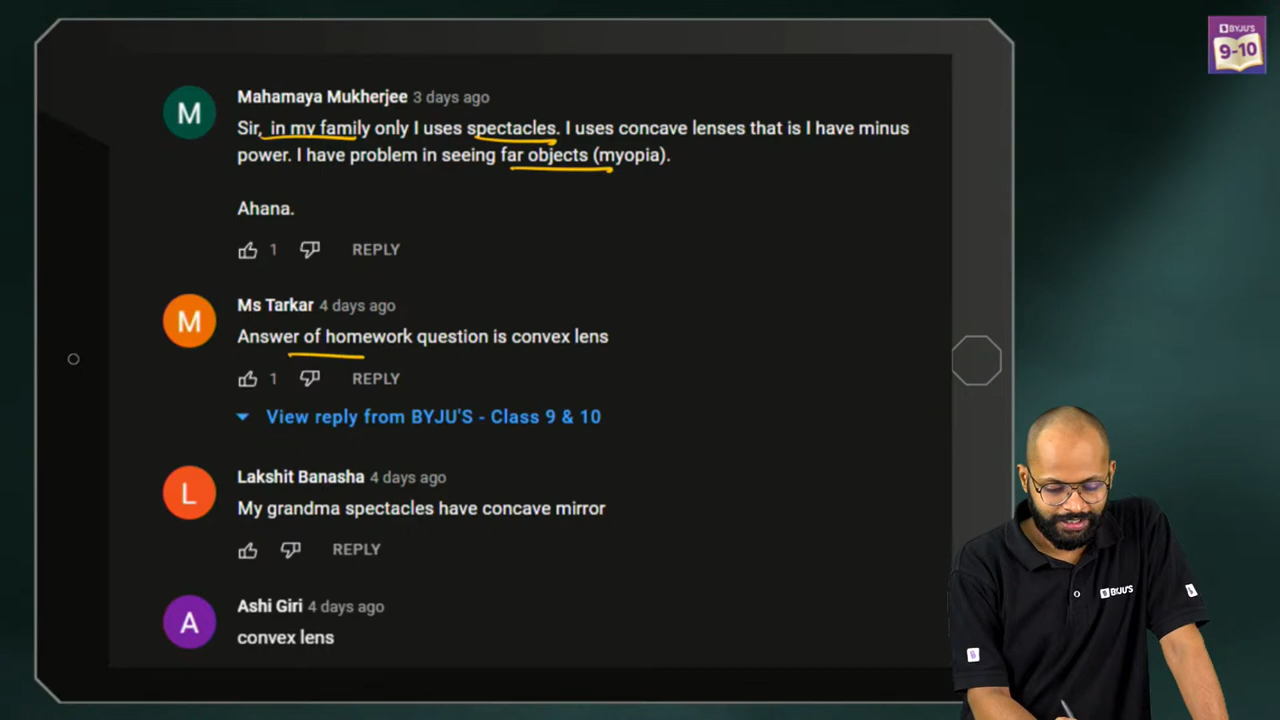 BYJU'S
9-10
Mahamaya Mukherjee 3 days ago
Sir, in my family only I uses spectacles. I uses concave lenses that is I have minus
power. I have problem in seeing far objects (myopia).
Ahana.
1 REPLY
Ms Tarkar 4 days ago
Answer of homework question is convex lens
1 REPLY
View reply from BYJU'S - Class 9 & 10
Lakshit Banasha 4 days ago
My grandma spectacles have concave mirror
REPLY
Ashi Giri 4 days ago
convex lens
M
M
L
A
BYJU'S